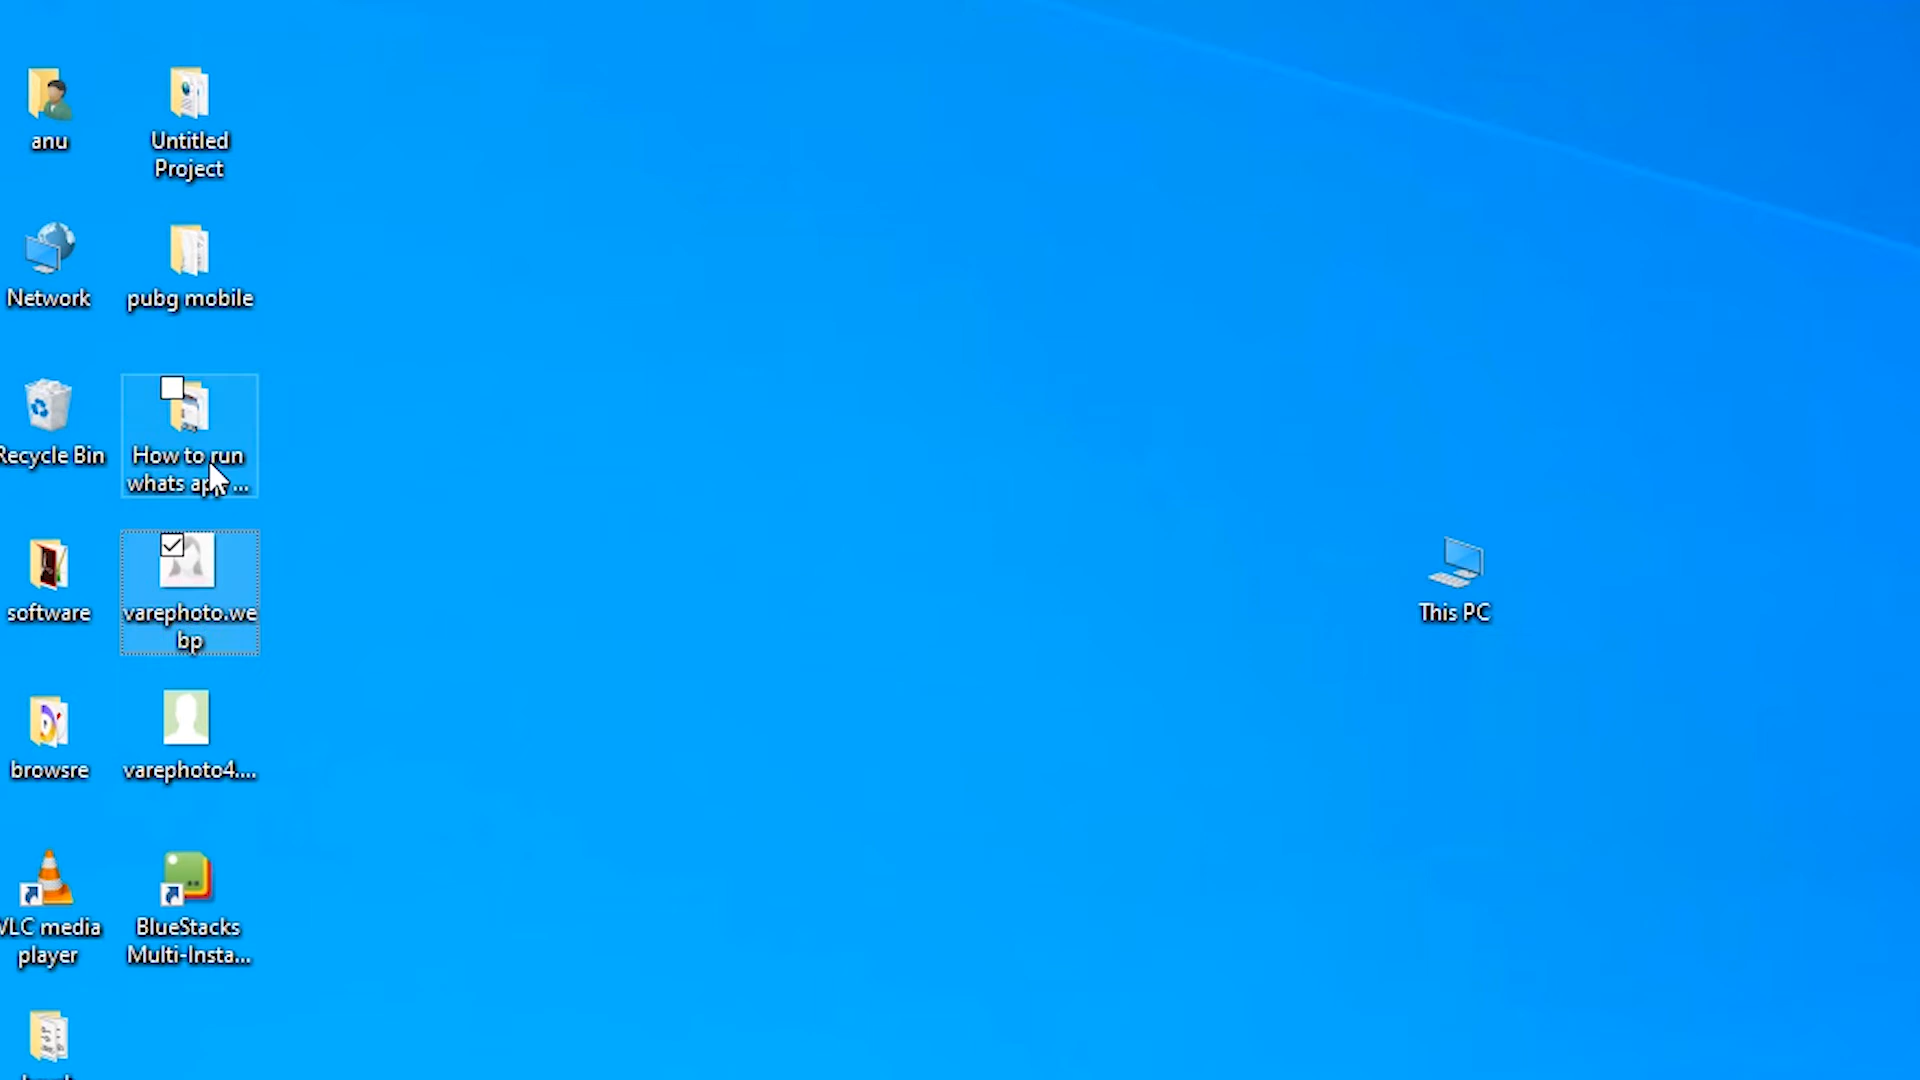 anu
Untitled
Project
Network
pubg mobile
Recycle Bin
How to run
whats app ...
software
varephoto.we
bp
This PC
browsre
varephoto4....
VLC media
player
BlueStacks
Multi-Insta...